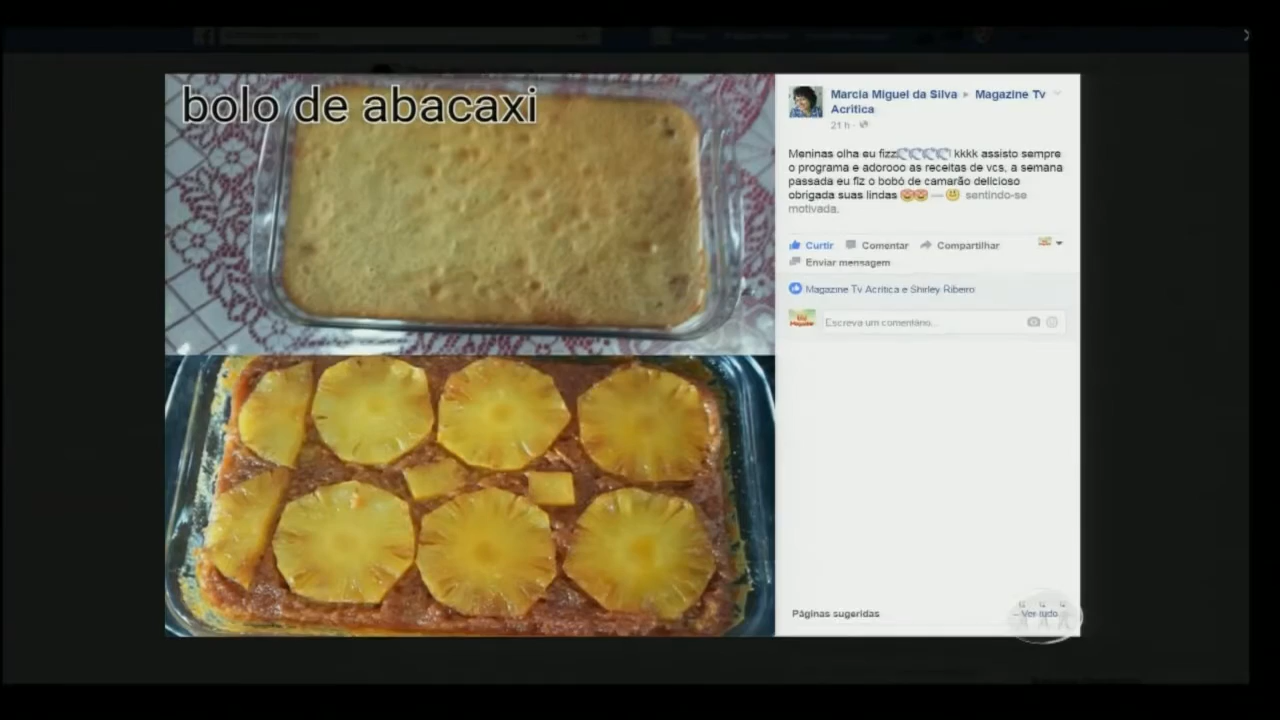 bolo de abacaxi
Marcia Miguel da Silva ▸ Magazine Tv
Acritica
21 h ·
Meninas olha eu fizz kkkk assisto sempre
o programa e adorooo as receitas de vcs, a semana
passada eu fiz o bobó de camarão delicioso
obrigada suas lindas — sentindo-se
motivada.
Curtir Comentar Compartilhar
Enviar mensagem
Magazine Tv Acritica e Shirley Ribeiro
Escreva um comentário...
Páginas sugeridas
Ver tudo